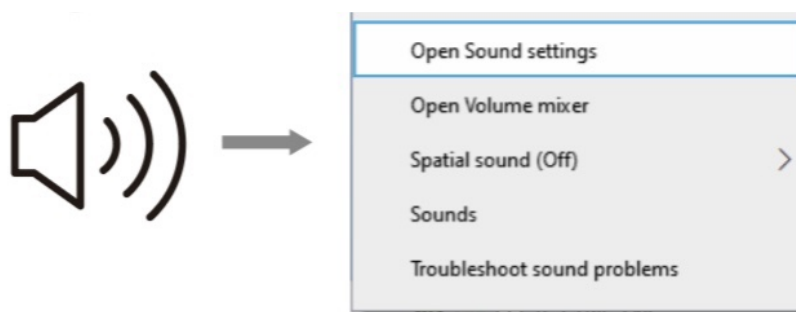 Open Sound settings
Open Volume mixer
Spatial sound (Off)
Sounds
Troubleshoot sound problems